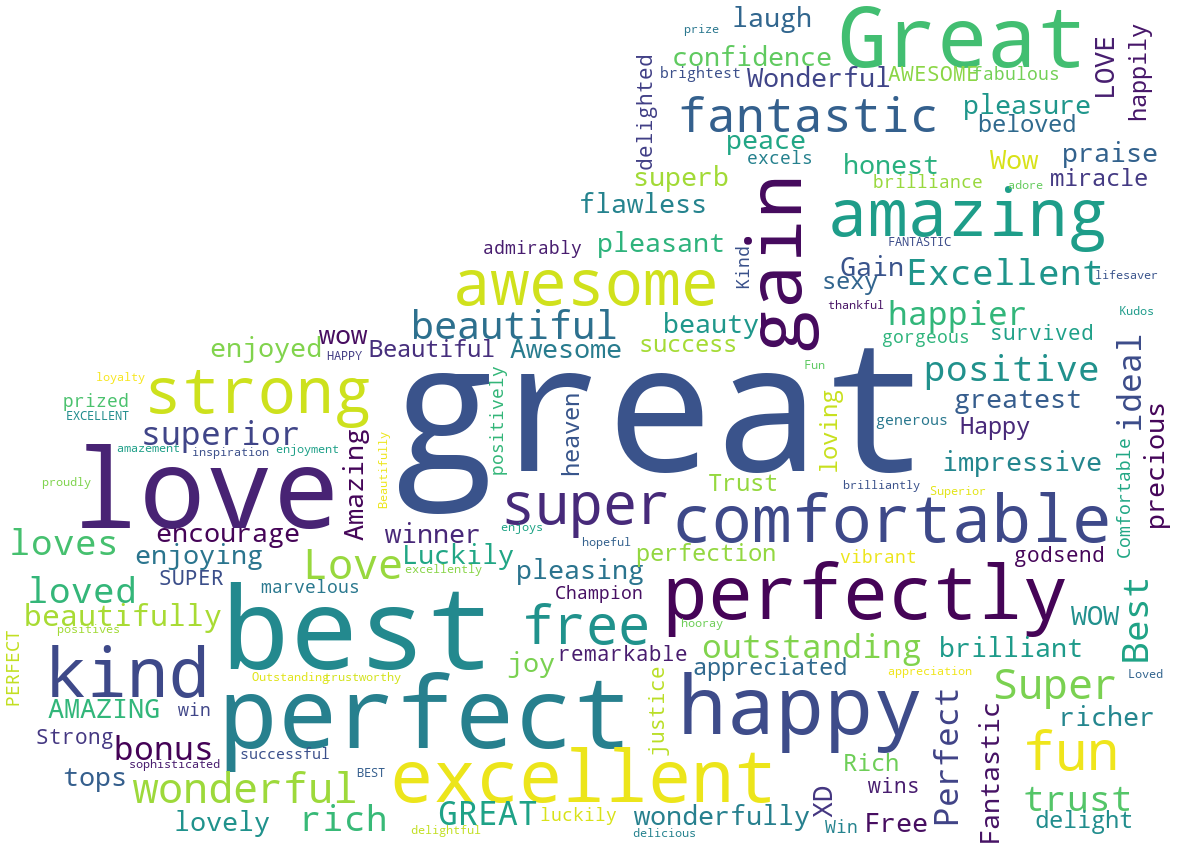 prize
laugh
Great
LOVE
happily
confidence
brightest
Wonderful
AWESOME
fabulous
delighted
fantastic
pleasure
beloved
peace
excels
honest
Wow
praise
superb
brilliance
adore
miracle
flawless
gain
amazing
admirably
pleasant
Kind
FANTASTIC
awesome
Gain
sexy
Excellent
lifesaver
thankful
happier
Kudos
beautiful
beauty
wow
enjoyed
HAPPY
Beautiful
Awesome
success
gorgeous
survived
loyalty
strong
great
Fun
positive
ideal
prized
EXCELLENT
positively
heaven
loving
greatest
generous
Happy
precious
superior
amazement
inspiration
enjoyment
love
Amazing
Beautifully
impressive
Comfortable
proudly
super
Trust
brilliantly
Superior
comfortable
loves
encourage
winner
enjoys
hopeful
enjoying
Love
Luckily
excellently
pleasing
perfection
vibrant
godsend
SUPER
marvelous
loved
beautifully
best
Champion
perfectly
Best
WOW
positives
free
hooray
PERFECT
outstanding
brilliant
kind
joy
remarkable
appreciated
appreciation
Loved
Outstanding
trustworthy
AMAZING
win
perfect
justice
happy
Perfect
Super
richer
Strong
bonus
successful
Fantastic
fun
sophisticated
tops
BEST
excellent
Rich
wonderful
wins
XD
trust
lovely
rich
GREAT
luckily
wonderfully
Win
Free
delight
delightful
delicious